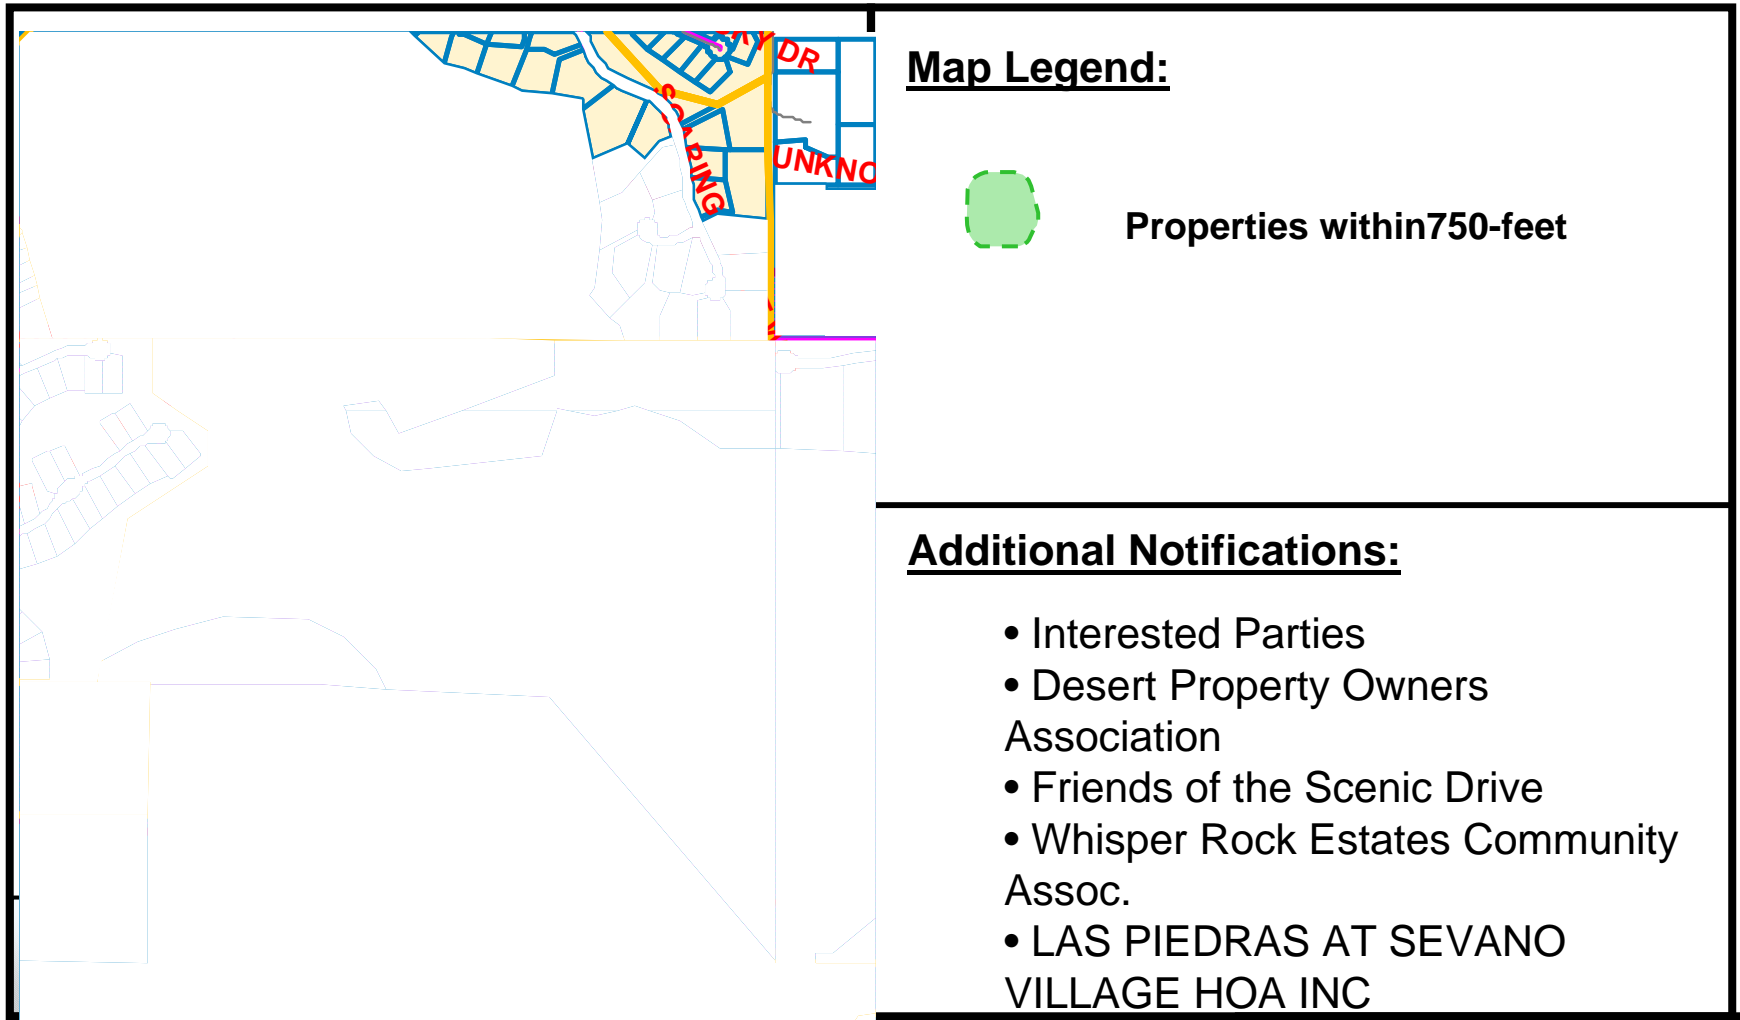 DR
SOARING
UNKNO
Map Legend:
Properties within750-feet
Additional Notifications:
• Interested Parties
• Desert Property Owners
Association
• Friends of the Scenic Drive
• Whisper Rock Estates Community
Assoc.
• LAS PIEDRAS AT SEVANO
VILLAGE HOA INC